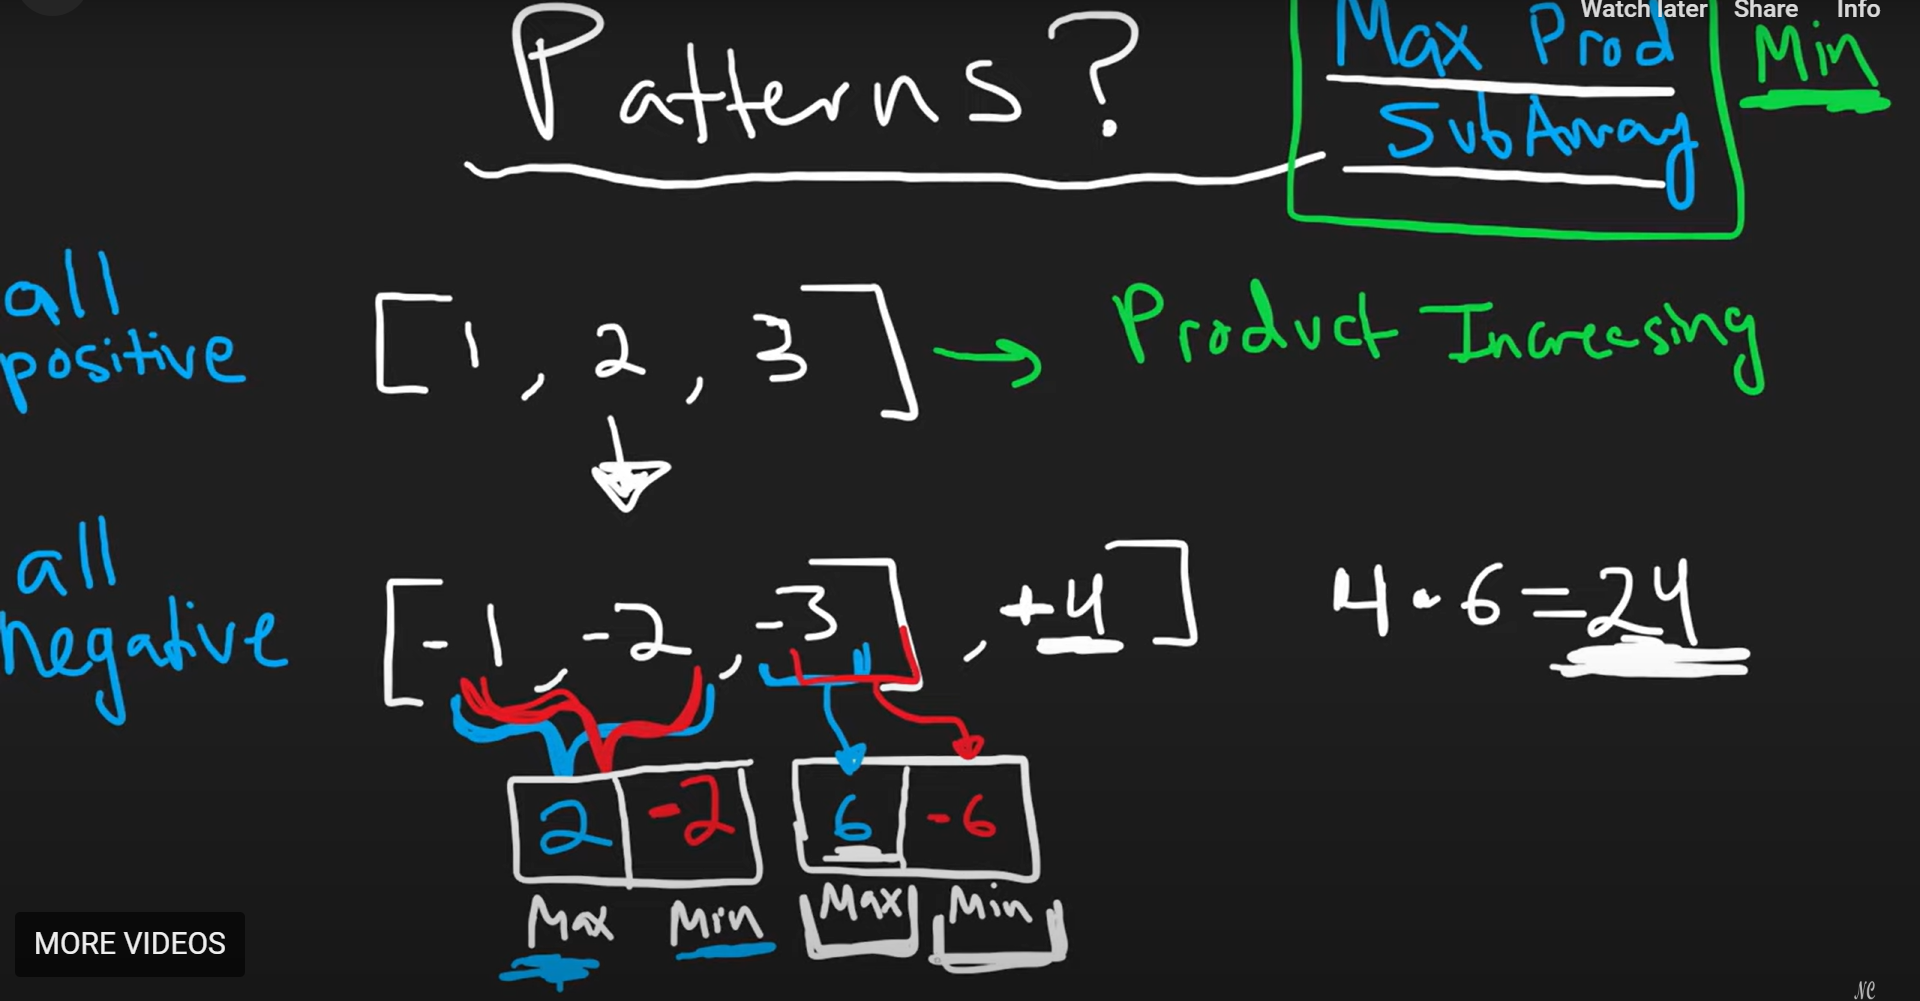 Watch later Share Info
Patterns?
Max Prod
SubArray
Min
all
positive
[1, 2, 3] → Product Increasing
all
negative
[-1, -2, -3], +4] 4·6=24
2 -2 6 -6
Max Min Max Min
MORE VIDEOS
NC